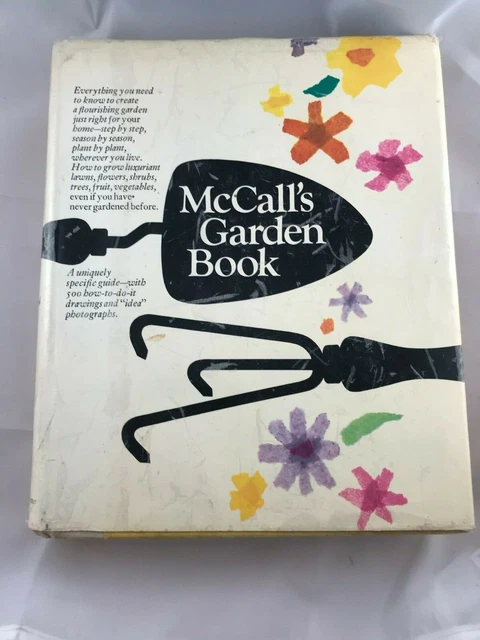 Everything you need
to know to create
a flourishing garden
just right for your
home—step by step,
season by season,
plant by plant,
wherever you live.
How to grow luxuriant
lawns, flowers, shrubs,
trees, fruit, vegetables,
even if you have
never gardened before.
McCall's
Garden
Book
A uniquely
specific guide—with
500 how-to-do-it
drawings and "idea"
photographs.